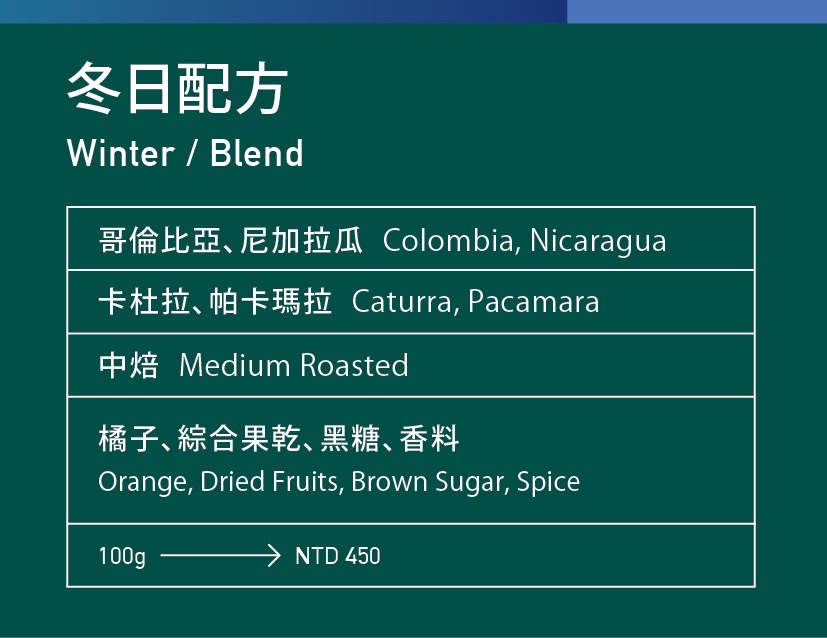 冬日配方
Winter / Blend
哥倫比亞、尼加拉瓜 Colombia, Nicaragua
卡杜拉、帕卡瑪拉 Caturra, Pacamara
中焙 Medium Roasted
橘子、綜合果乾、黑糖、香料
Orange, Dried Fruits, Brown Sugar, Spice
100g → NTD 450